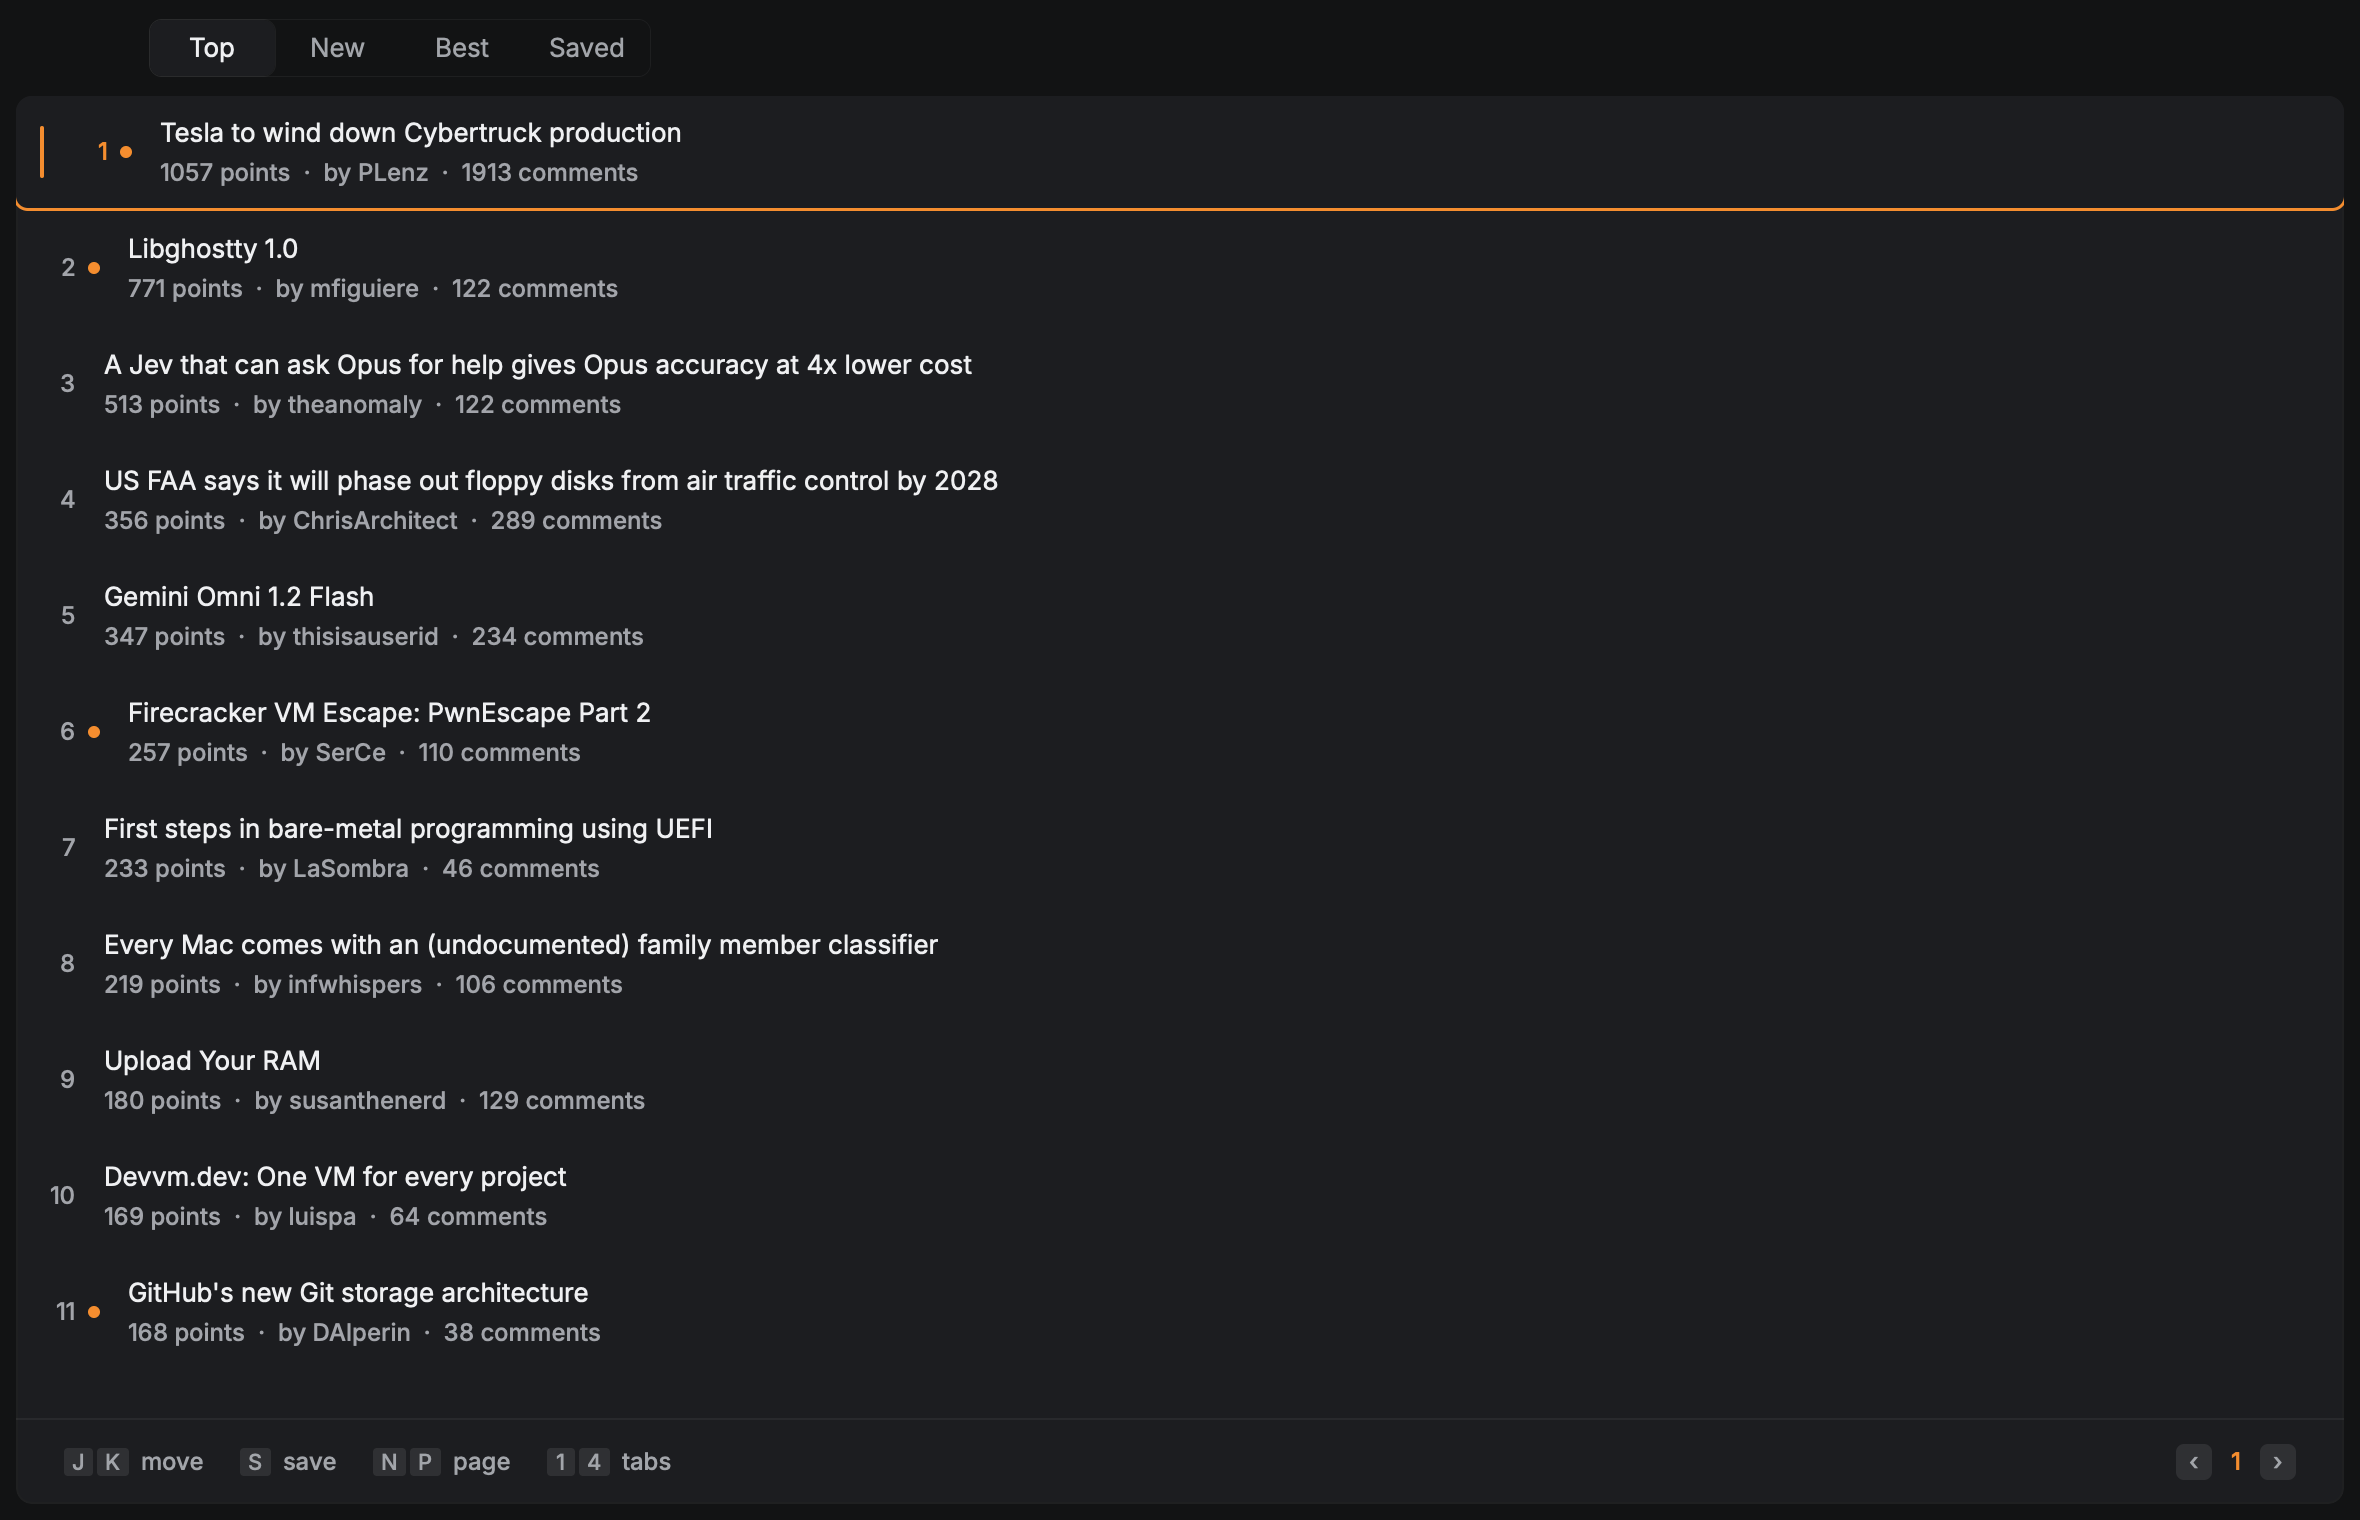 Top New Best Saved
1 Tesla to wind down Cybertruck production
1057 points · by PLenz · 1913 comments
2 Libghostty 1.0
771 points · by mfiguiere · 122 comments
3 A Jev that can ask Opus for help gives Opus accuracy at 4x lower cost
513 points · by theanomaly · 122 comments
4 US FAA says it will phase out floppy disks from air traffic control by 2028
356 points · by ChrisArchitect · 289 comments
5 Gemini Omni 1.2 Flash
347 points · by thisisauserid · 234 comments
6 Firecracker VM Escape: PwnEscape Part 2
257 points · by SerCe · 110 comments
7 First steps in bare-metal programming using UEFI
233 points · by LaSombra · 46 comments
8 Every Mac comes with an (undocumented) family member classifier
219 points · by infwhispers · 106 comments
9 Upload Your RAM
180 points · by susanthenerd · 129 comments
10 Devvm.dev: One VM for every project
169 points · by luispa · 64 comments
11 GitHub's new Git storage architecture
168 points · by DAlperin · 38 comments
J K move S save N P page 1 4 tabs ‹ 1 ›